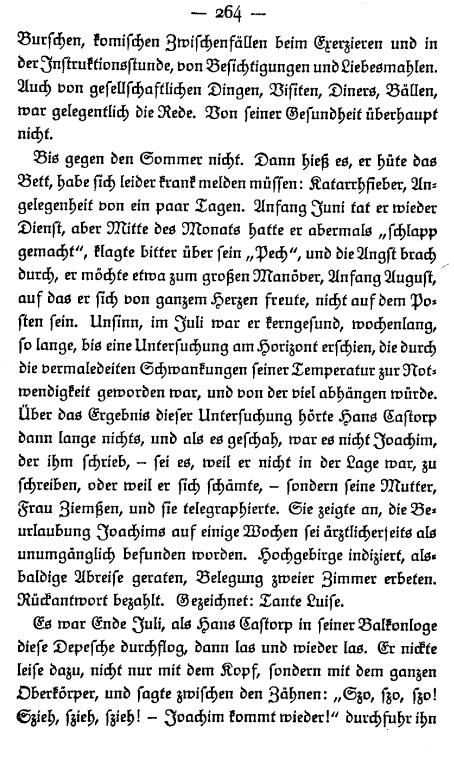 — 264 —
Burschen, komischen Zwischenfällen beim Exerzieren und in
der Instruktionsstunde, von Besichtigungen und Liebesmahlen.
Auch von gesellschaftlichen Dingen, Visiten, Diners, Bällen,
war gelegentlich die Rede. Von seiner Gesundheit überhaupt
nicht.
Bis gegen den Sommer nicht. Dann hieß es, er hüte das
Bett, habe sich leider krank melden müssen: Katarrhfieber, An-
gelegenheit von ein paar Tagen. Anfang Juni tat er wieder
Dienst, aber Mitte des Monats hatte er abermals „schlapp
gemacht“, klagte bitter über sein „Pech“, und die Angst brach
durch, er möchte etwa zum großen Manöver, Anfang August,
auf das er sich von ganzem Herzen freute, nicht auf dem Po-
sten sein. Unsinn, im Juli war er kerngesund, wochenlang,
so lange, bis eine Untersuchung am Horizont erschien, die durch
die vermaledeiten Schwankungen seiner Temperatur zur Not-
wendigkeit geworden war, und von der viel abhängen würde.
Über das Ergebnis dieser Untersuchung hörte Hans Castorp
dann lange nichts, und als es geschah, war es nicht Joachim,
der ihm schrieb, – sei es, weil er nicht in der Lage war, zu
schreiben, oder weil er sich schämte, – sondern seine Mutter,
Frau Ziemßen, und sie telegraphierte. Sie zeigte an, die Be-
urlaubung Joachims auf einige Wochen sei ärztlicherseits als
unumgänglich befunden worden. Hochgebirge indiziert, als-
baldige Abreise geraten, Belegung zweier Zimmer erbeten.
Rückantwort bezahlt. Gezeichnet: Tante Luise.
Es war Ende Juli, als Hans Castorp in seiner Balkonloge
diese Depesche durchflog, dann las und wieder las. Er nickte
leise dazu, nicht nur mit dem Kopf, sondern mit dem ganzen
Oberkörper, und sagte zwischen den Zähnen: „Szo, szo, szo!
Szieh, szieh, szieh! – Joachim kommt wieder!“ durchfuhr ihn